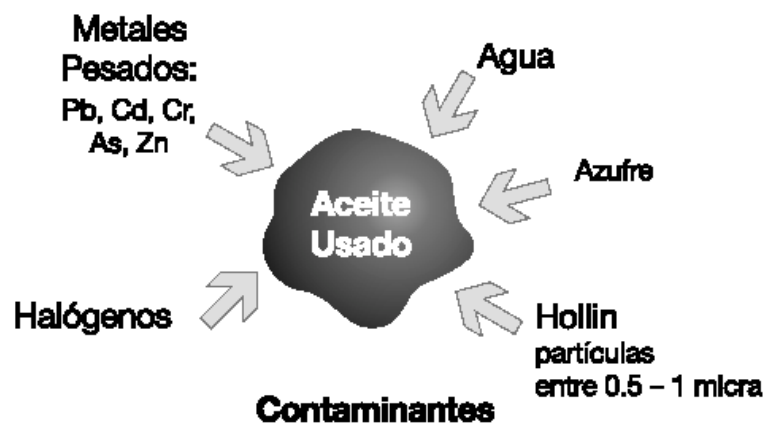 Metales
Pesados:
Pb, Cd, Cr,
As, Zn
Agua
Azufre
Aceite
Usado
Halógenos
Hollin
partículas
entre 0.5 – 1 micra
Contaminantes